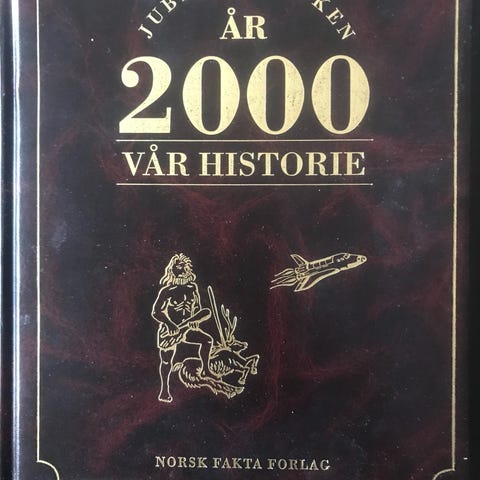 ÅR
2000
VÅR HISTORIE
NORSK FAKTA FORLAG